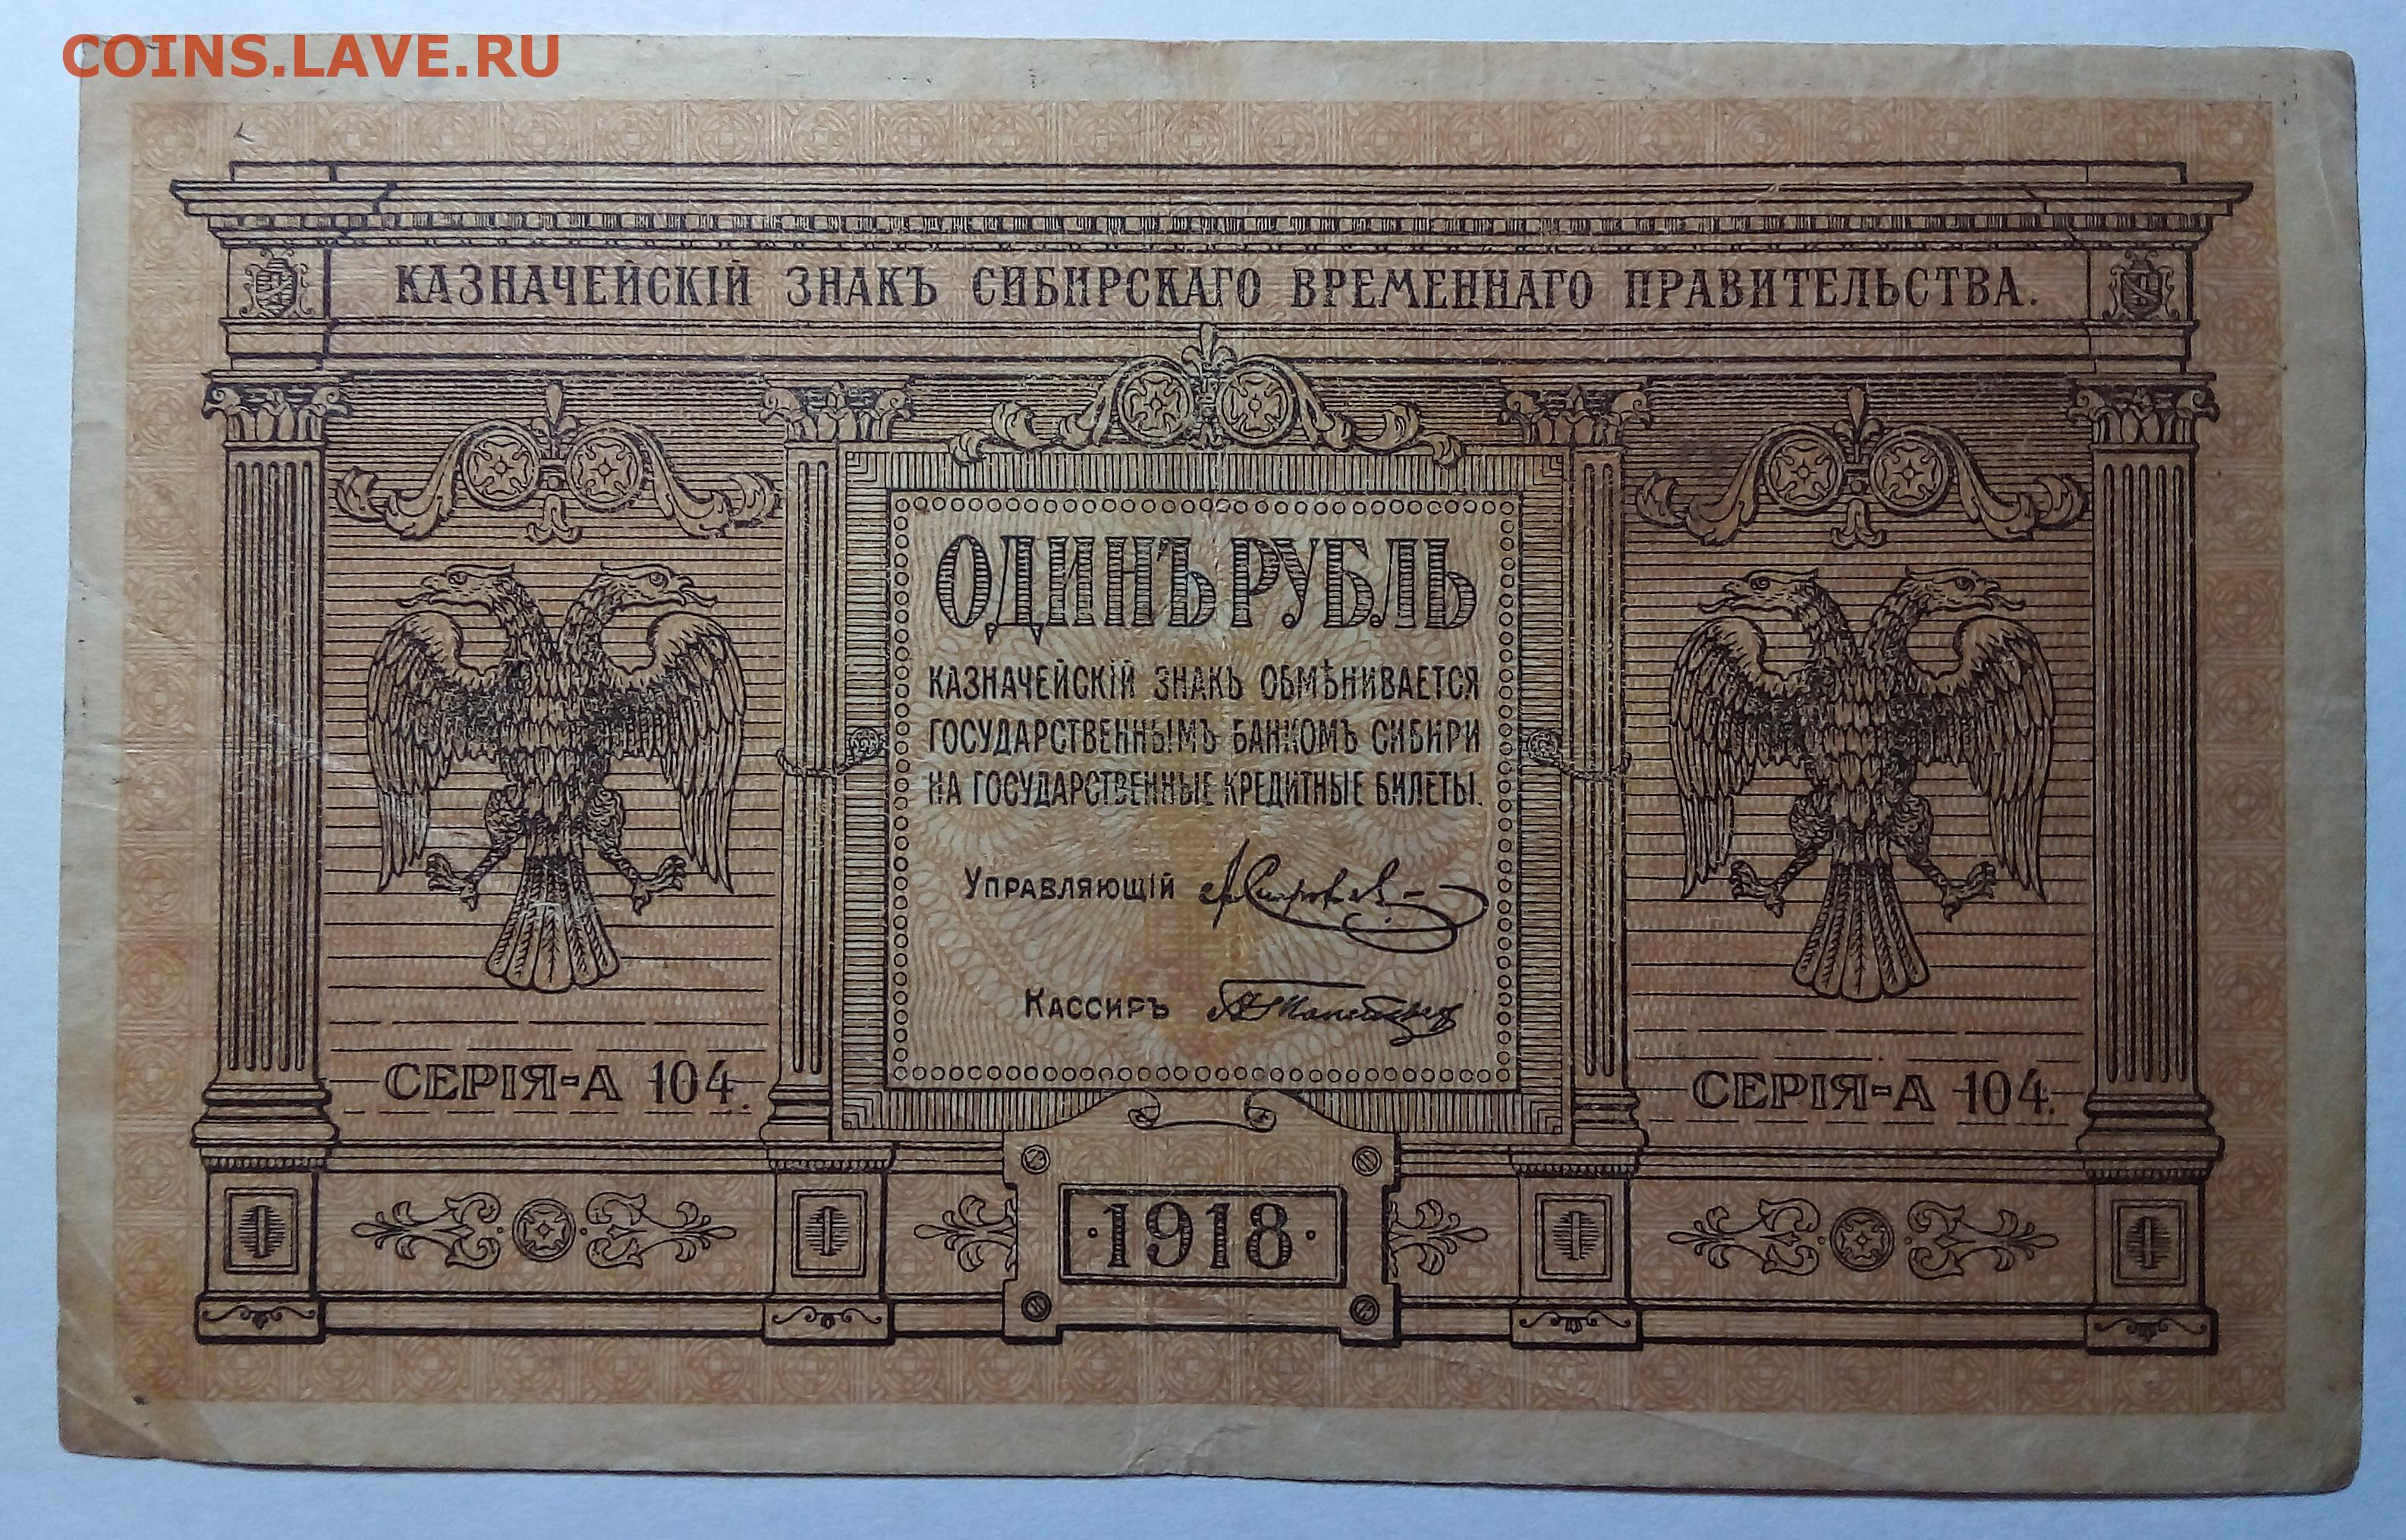 COINS.LAVE.RU
КАЗНАЧЕЙСКІЙ ЗНАКЪ СИБИРСКАГО ВРЕМЕННАГО ПРАВИТЕЛЬСТВА.
ОДИНЪ РУБЛЬ
КАЗНАЧЕЙСКІЙ ЗНАКЪ ОБМѢНИВАЕТСЯ
ГОСУДАРСТВЕННЫМЪ БАНКОМЪ СИБИРИ
НА ГОСУДАРСТВЕННЫЕ КРЕДИТНЫЕ БИЛЕТЫ.
УПРАВЛЯЮЩІЙ
КАССИРЪ
СЕРІЯ-А 104.
СЕРІЯ-А 104.
1 1 1 1
·1918·